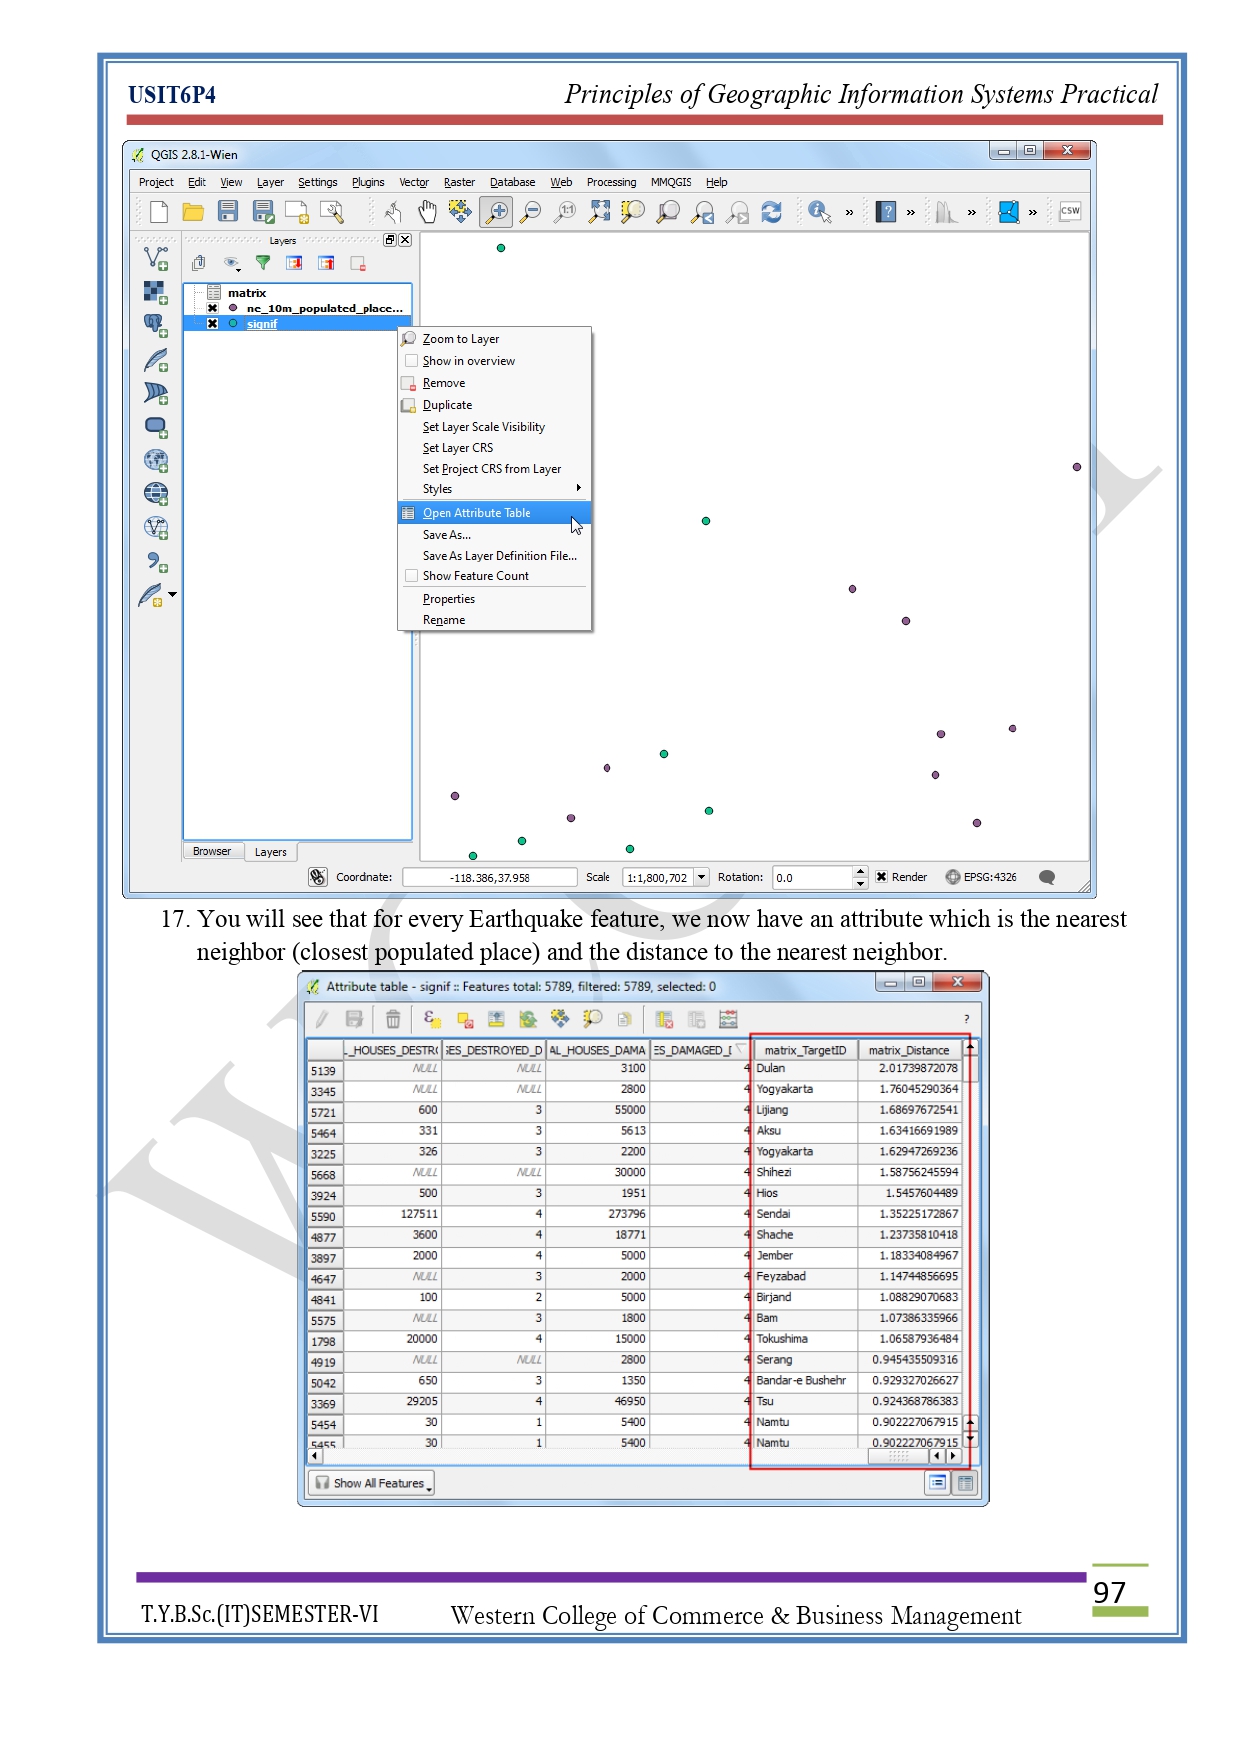 USIT6P4 Principles of Geographic Information Systems Practical
QGIS 2.8.1-Wien
Project Edit View Layer Settings Plugins Vector Raster Database Web Processing MMQGIS Help
1:1 » ? » » » CSW
Layers
matrix
ne_10m_populated_place...
signif
Zoom to Layer
Show in overview
Remove
Duplicate
Set Layer Scale Visibility
Set Layer CRS
Set Project CRS from Layer
Styles
Open Attribute Table
Save As...
Save As Layer Definition File...
Show Feature Count
Properties
Rename
Browser Layers
Coordinate: -118.386,37.958 Scale 1:1,800,702 Rotation: 0.0 Render EPSG:4326
17. You will see that for every Earthquake feature, we now have an attribute which is the nearest
neighbor (closest populated place) and the distance to the nearest neighbor.
Attribute table - signif :: Features total: 5789, filtered: 5789, selected: 0
?
_HOUSES_DESTR( ES_DESTROYED_D AL_HOUSES_DAMA ES_DAMAGED_D matrix_TargetID matrix_Distance
5139 NULL NULL 3100 4 Dulan 2.01739872078
3345 NULL NULL 2800 4 Yogyakarta 1.76045290364
5721 600 3 55000 4 Lijiang 1.68697672541
5464 331 3 5613 4 Aksu 1.63416691989
3225 326 3 2200 4 Yogyakarta 1.62947269236
5668 NULL NULL 30000 4 Shihezi 1.58756245594
3924 500 3 1951 4 Hios 1.5457604489
5590 127511 4 273796 4 Sendai 1.35225172867
4877 3600 4 18771 4 Shache 1.23735810418
3897 2000 4 5000 4 Jember 1.18334084967
4647 NULL 3 2000 4 Feyzabad 1.14744856695
4841 100 2 5000 4 Birjand 1.08829070683
5575 NULL 3 1800 4 Bam 1.07386335966
1798 20000 4 15000 4 Tokushima 1.06587936484
4919 NULL NULL 2800 4 Serang 0.945435509316
5042 650 3 1350 4 Bandar-e Bushehr 0.929327026627
3369 29205 4 46950 4 Tsu 0.924368786383
5454 30 1 5400 4 Namtu 0.902227067915
5455 30 1 5400 4 Namtu 0.902227067915
Show All Features
97
T.Y.B.Sc.(IT)SEMESTER-VI Western College of Commerce & Business Management